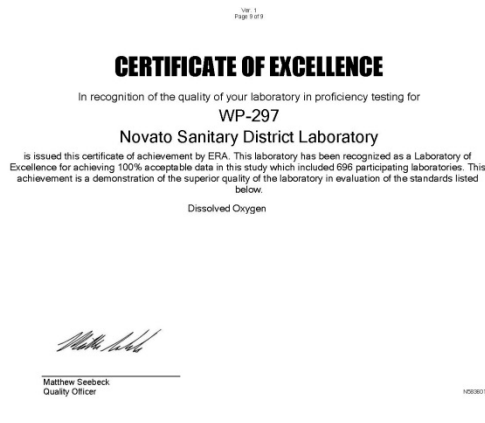 Ver 1
Page 9 of 9
CERTIFICATE OF EXCELLENCE
In recognition of the quality of your laboratory in proficiency testing for
WP-297
Novato Sanitary District Laboratory
is issued this certificate of achievement by ERA. This laboratory has been recognized as a Laboratory of
Excellence for achieving 100% acceptable data in this study which included 696 participating laboratories. This
achievement is a demonstration of the superior quality of the laboratory in evaluation of the standards listed
below.
Dissolved Oxygen
Matthew Seebeck
Quality Officer